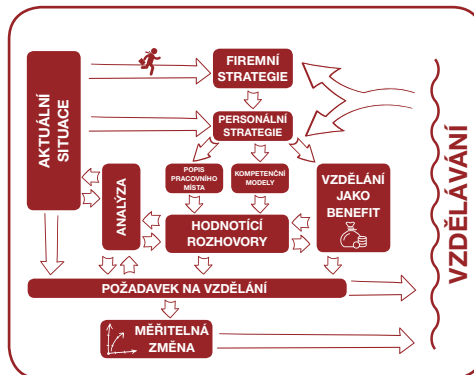 AKTUÁLNÍ
SITUACE
FIREMNÍ
STRATEGIE
PERSONÁLNÍ
STRATEGIE
POPIS
PRACOVNÍHO
MÍSTA
KOMPETENČNÍ
MODELY
VZDĚLÁNÍ
JAKO
BENEFIT
ANALÝZA
HODNOTÍCÍ
ROZHOVORY
POŽADAVEK NA VZDĚLÁNÍ
MĚŘITELNÁ
ZMĚNA
VZDĚLÁVÁNÍ